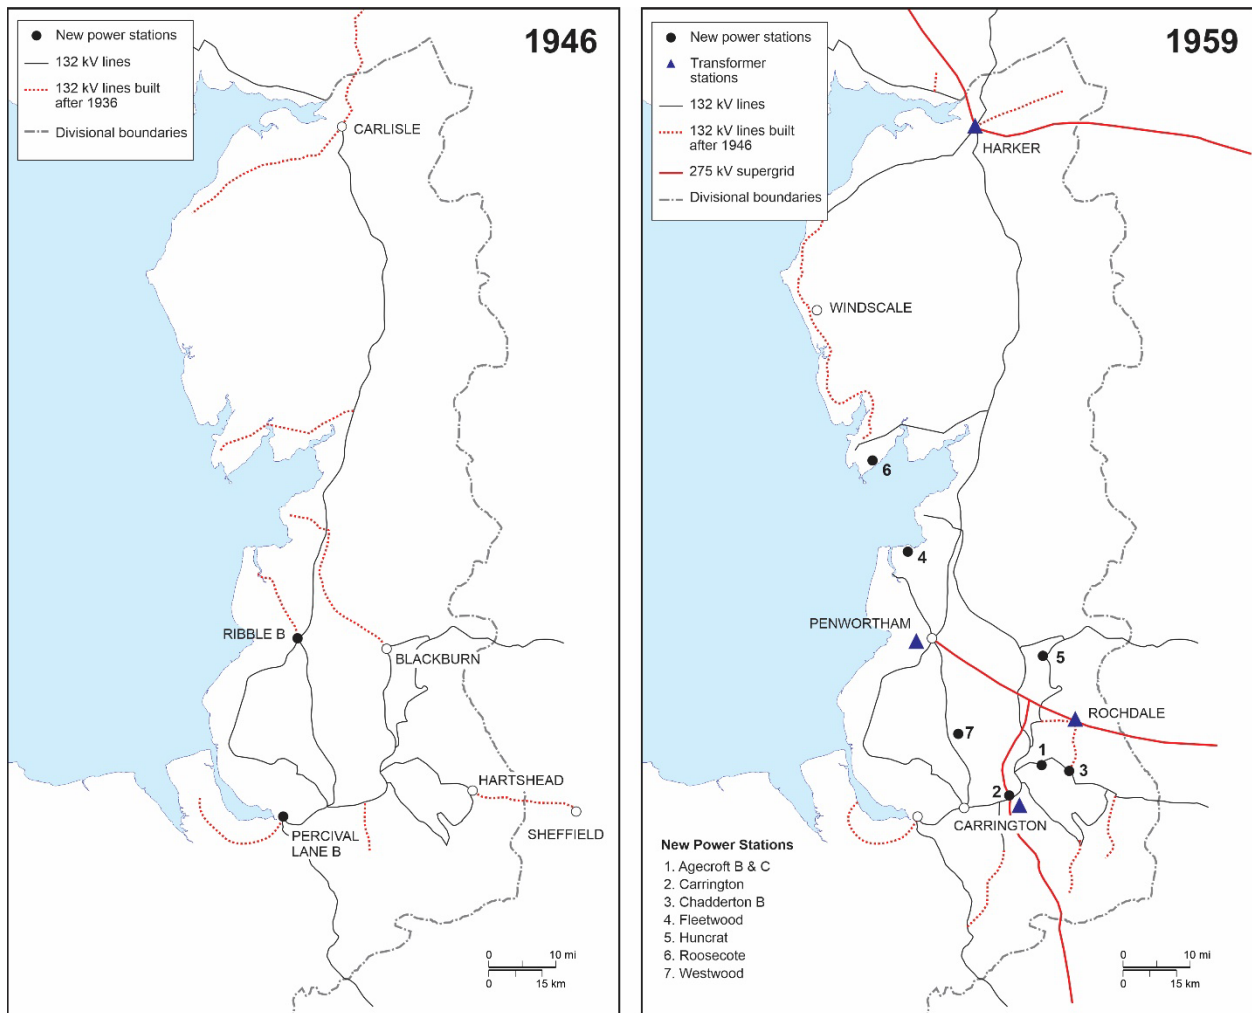 New power stations
132 kV lines
132 kV lines built
after 1936
Divisional boundaries
1946
CARLISLE
RIBBLE B
BLACKBURN
HARTSHEAD
SHEFFIELD
PERCIVAL
LANE B
0
10 mi
0
15 km
New power stations
Transformer
stations
132 kV lines
132 kV lines built
after 1946
275 kV supergrid
Divisional boundaries
1959
HARKER
WINDSCALE
6
4
PENWORTHAM
5
ROCHDALE
7
1
3
2
CARRINGTON
New Power Stations
1. Agecroft B & C
2. Carrington
3. Chadderton B
4. Fleetwood
5. Huncrat
6. Roosecote
7. Westwood
0
10 mi
0
15 km